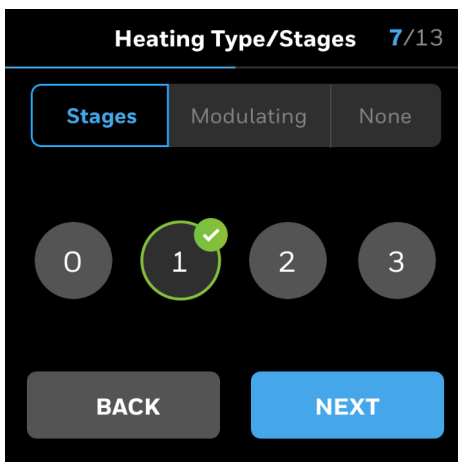 Heating Type/Stages 7/13
Stages Modulating None
0 1 2 3
BACK NEXT